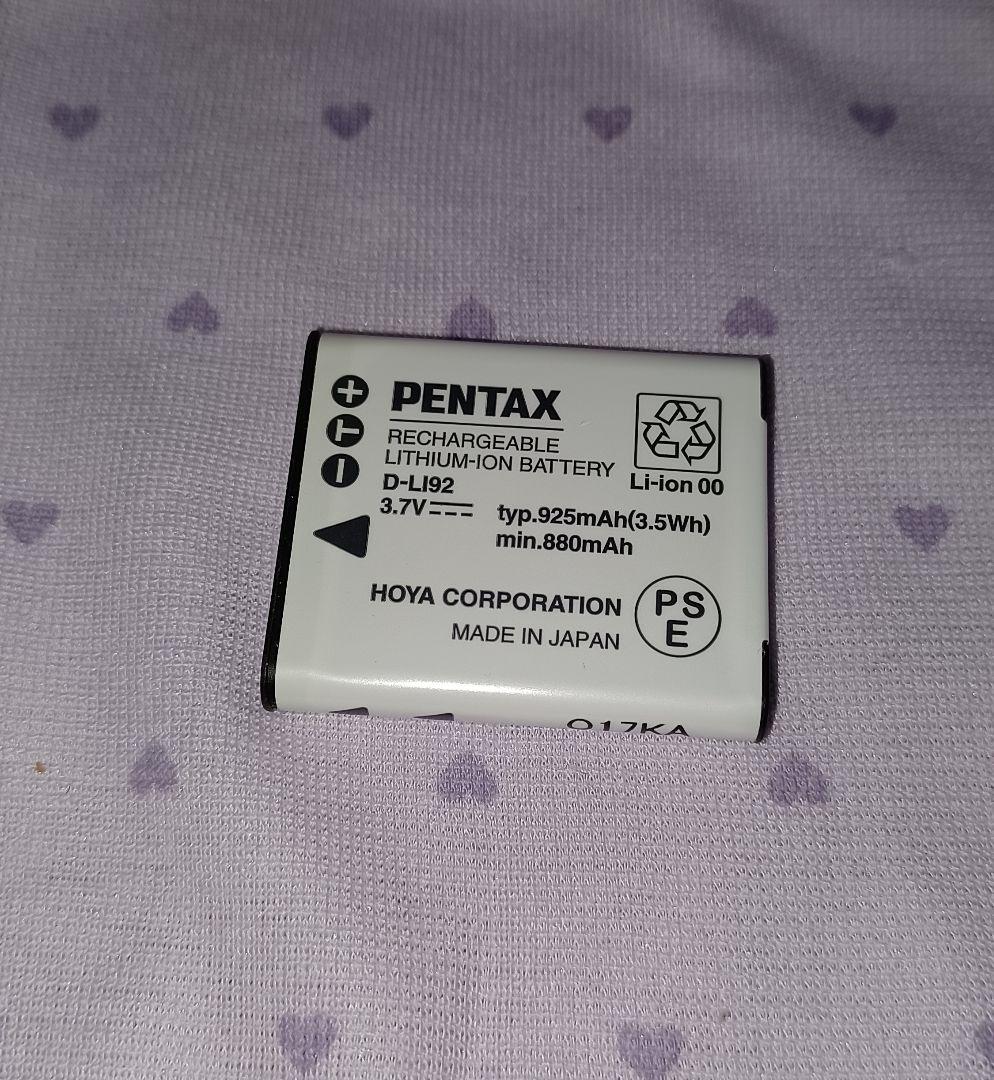 PENTAX
RECHARGEABLE
LITHIUM-ION BATTERY
D-LI92
Li-ion 00
3.7V
typ.925mAh(3.5Wh)
min.880mAh
HOYA CORPORATION
MADE IN JAPAN
PS
E
+
T
−